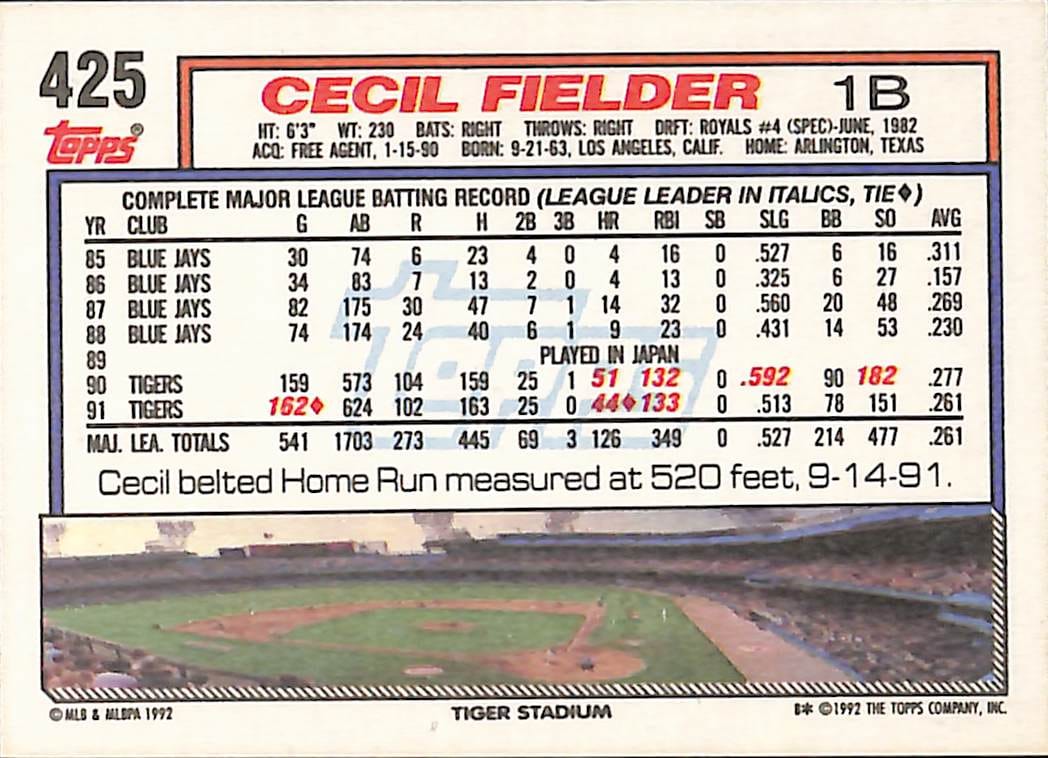 425
CECIL FIELDER 1B
topps®
HT: 6'3" WT: 230 BATS: RIGHT THROWS: RIGHT DRFT: ROYALS #4 (SPEC)-JUNE, 1982
ACQ: FREE AGENT, 1-15-90 BORN: 9-21-63, LOS ANGELES, CALIF. HOME: ARLINGTON, TEXAS
COMPLETE MAJOR LEAGUE BATTING RECORD (LEAGUE LEADER IN ITALICS, TIE♦)
YR CLUB G AB R H 2B 3B HR RBI SB SLG BB SO AVG
85 BLUE JAYS 30 74 6 23 4 0 4 16 0 .527 6 16 .311
86 BLUE JAYS 34 83 7 13 2 0 4 13 0 .325 6 27 .157
87 BLUE JAYS 82 175 30 47 7 1 14 32 0 .560 20 48 .269
88 BLUE JAYS 74 174 24 40 6 1 9 23 0 .431 14 53 .230
89 PLAYED IN JAPAN
90 TIGERS 159 573 104 159 25 1 51 132 0 .592 90 182 .277
91 TIGERS 162♦ 624 102 163 25 0 44♦ 133 0 .513 78 151 .261
MAJ. LEA. TOTALS 541 1703 273 445 69 3 126 349 0 .527 214 477 .261
topps
Cecil belted Home Run measured at 520 feet, 9-14-91.
© MLB & MLBPA 1992 TIGER STADIUM B* © 1992 THE TOPPS COMPANY, INC.